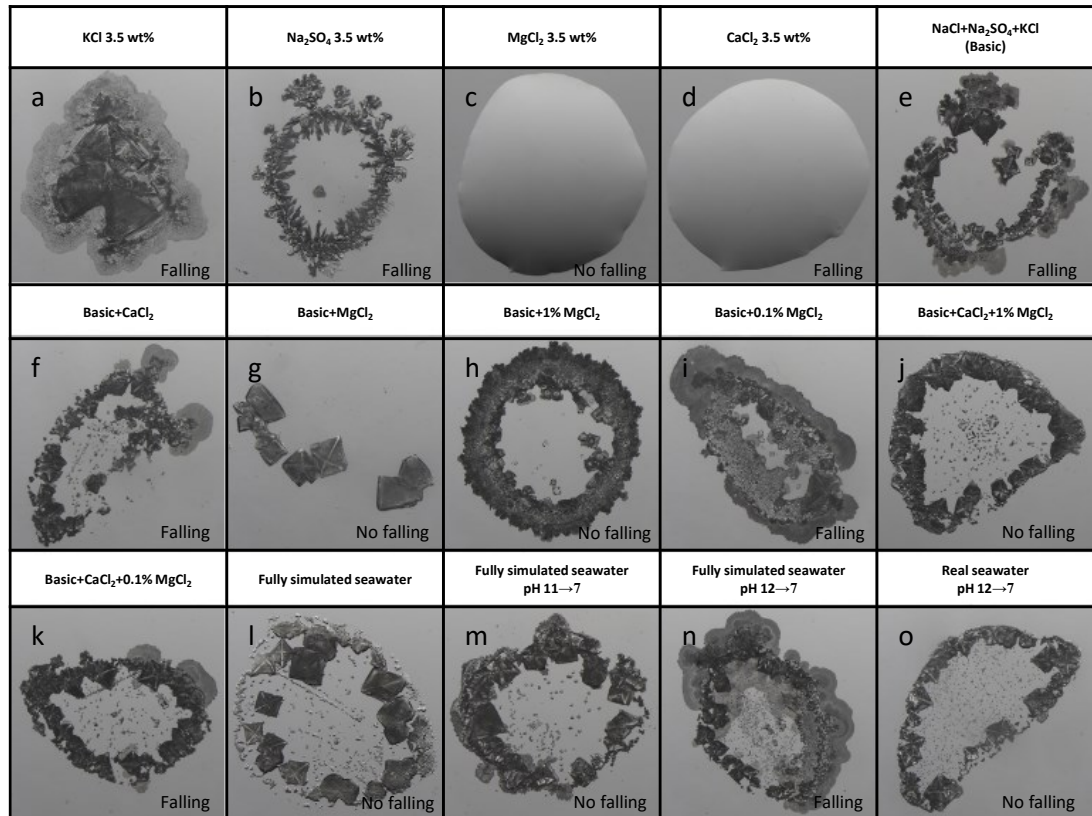 KCl 3.5 wt%
Na₂SO₄ 3.5 wt%
MgCl₂ 3.5 wt%
CaCl₂ 3.5 wt%
NaCl+Na₂SO₄+KCl
(Basic)
a
Falling
b
Falling
c
No falling
d
Falling
e
Falling
Basic+CaCl₂
Basic+MgCl₂
Basic+1% MgCl₂
Basic+0.1% MgCl₂
Basic+CaCl₂+1% MgCl₂
f
Falling
g
No falling
h
No falling
i
Falling
j
No falling
Basic+CaCl₂+0.1% MgCl₂
Fully simulated seawater
Fully simulated seawater
pH 11→7
Fully simulated seawater
pH 12→7
Real seawater
pH 12→7
k
Falling
l
No falling
m
No falling
n
Falling
o
No falling